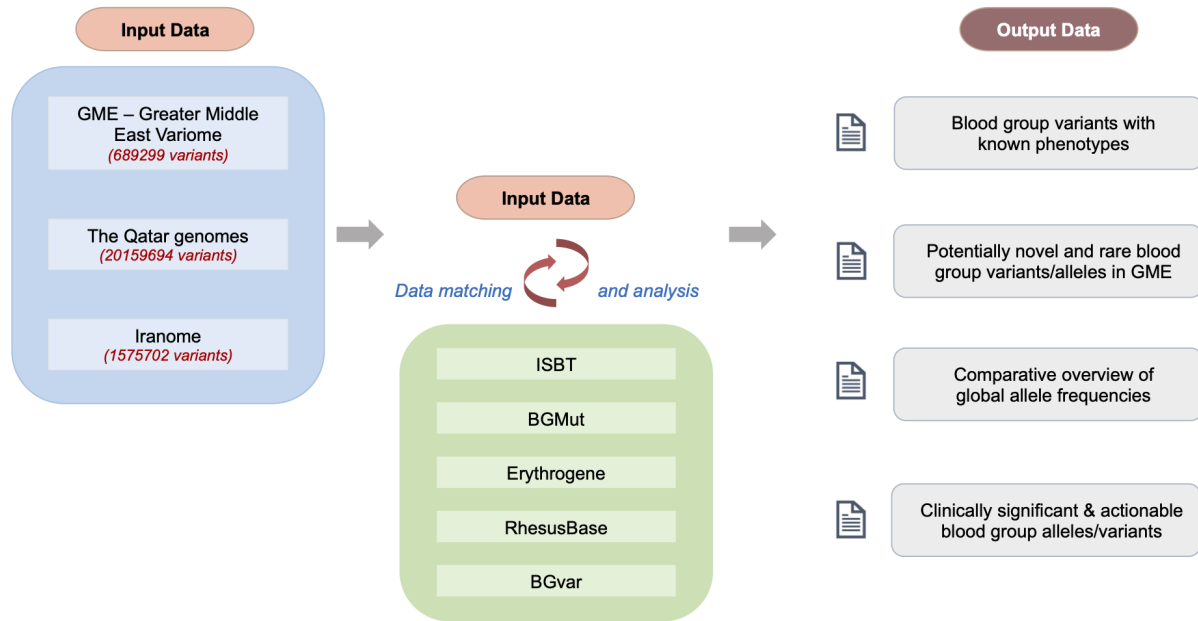 Input Data
GME – Greater Middle
East Variome
(689299 variants)
The Qatar genomes
(20159694 variants)
Iranome
(1575702 variants)
Input Data
Data matching and analysis
ISBT
BGMut
Erythrogene
RhesusBase
BGvar
Output Data
Blood group variants with
known phenotypes
Potentially novel and rare blood
group variants/alleles in GME
Comparative overview of
global allele frequencies
Clinically significant & actionable
blood group alleles/variants